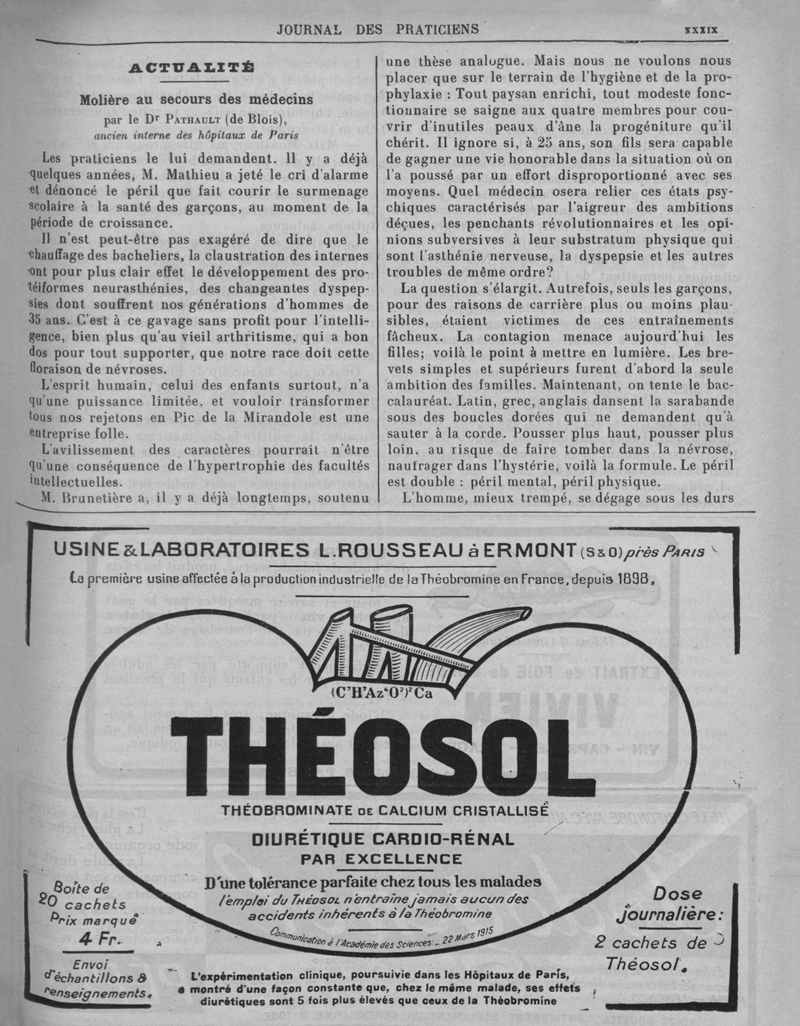 JOURNAL DES PRATICIENS
XXXIX
ACTUALITÉ
Molière au secours des médecins
par le Dr PATHAULT (de Blois),
ancien interne des hôpitaux de Paris
Les praticiens le lui demandent. Il y a déjà
quelques années, M. Mathieu a jeté le cri d'alarme
et dénoncé le péril que fait courir le surmenage
scolaire à la santé des garçons, au moment de la
période de croissance.
Il n'est peut-être pas exagéré de dire que le
chauffage des bacheliers, la claustration des internes
ont pour plus clair effet le développement des pro-
téiformes neurasthénies, des changeantes dyspep-
sies dont souffrent nos générations d'hommes de
35 ans. C'est à ce gavage sans profit pour l'intelli-
gence, bien plus qu'au vieil arthritisme, qui a bon
dos pour tout supporter, que notre race doit cette
floraison de névroses.
L'esprit humain, celui des enfants surtout, n'a
qu'une puissance limitée, et vouloir transformer
tous nos rejetons en Pic de la Mirandole est une
entreprise folle.
L'avilissement des caractères pourrait n'être
qu'une conséquence de l'hypertrophie des facultés
intellectuelles.
M. Brunetière a, il y a déjà longtemps, soutenu
une thèse analogue. Mais nous ne voulons nous
placer que sur le terrain de l'hygiène et de la pro-
phylaxie : Tout paysan enrichi, tout modeste fonc-
tionnaire se saigne aux quatre membres pour cou-
vrir d'inutiles peaux d'âne la progéniture qu'il
chérit. Il ignore si, à 25 ans, son fils sera capable
de gagner une vie honorable dans la situation où on
l'a poussé par un effort disproportionné avec ses
moyens. Quel médecin osera relier ces états psy-
chiques caractérisés par l'aigreur des ambitions
déçues, les penchants révolutionnaires et les opi-
nions subversives à leur substratum physique qui
sont l'asthénie nerveuse, la dyspepsie et les autres
troubles de même ordre?
La question s'élargit. Autrefois, seuls les garçons,
pour des raisons de carrière plus ou moins plau-
sibles, étaient victimes de ces entraînements
fâcheux. La contagion menace aujourd'hui les
filles; voilà le point à mettre en lumière. Les bre-
vets simples et supérieurs furent d'abord la seule
ambition des familles. Maintenant, on tente le bac-
calauréat. Latin, grec, anglais dansent la sarabande
sous des boucles dorées qui ne demandent qu'à
sauter à la corde. Pousser plus haut, pousser plus
loin, au risque de faire tomber dans la névrose,
naufrager dans l'hystérie, voilà la formule. Le péril
est double : péril mental, péril physique.
L'homme, mieux trempé, se dégage sous les durs
USINE & LABORATOIRES L. ROUSSEAU à ERMONT (S & O) près PARIS
La première usine affectée à la production industrielle de la Théobromine en France, depuis 1898.
(C⁷H⁷Az⁴O²)²Ca
THÉOSOL
THÉOBROMINATE DE CALCIUM CRISTALLISÉ
DIURÉTIQUE CARDIO-RÉNAL
PAR EXCELLENCE
D'une tolérance parfaite chez tous les malades
l'emploi du THÉOSOL n'entraîne jamais aucun des
accidents inhérents à la Théobromine
Communication à l'Académie des Sciences_ 22 Mars 1915
Boîte de
20 cachets
Prix marqué
4 Fr.
Envoi
d'échantillons &
renseignements.
L'expérimentation clinique, poursuivie dans les Hôpitaux de Paris,
a montré d'une façon constante que, chez le même malade, ses effets
diurétiques sont 5 fois plus élevés que ceux de la Théobromine
Dose
journalière:
2 cachets de
Théosol.